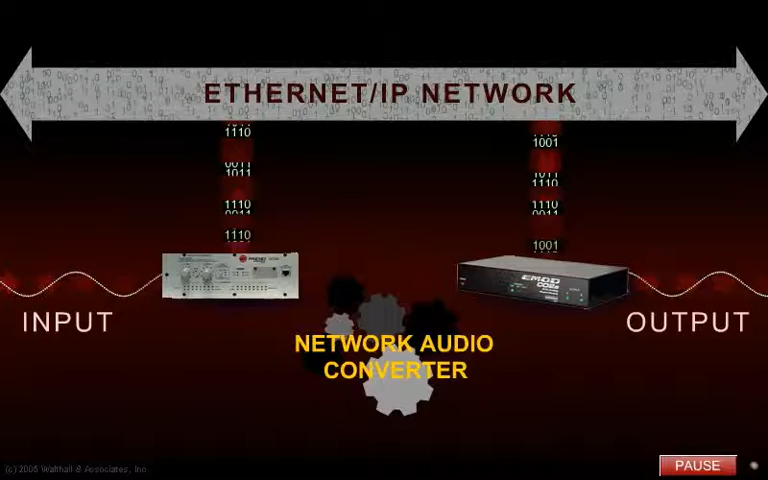 ETHERNET/IP NETWORK
1110
1001
0011
1011
1011
1110
1110
0011
1110
0011
1110
1001
INPUT
OUTPUT
NETWORK AUDIO
CONVERTER
(c) 2005 Walthall & Associates, Inc
PAUSE